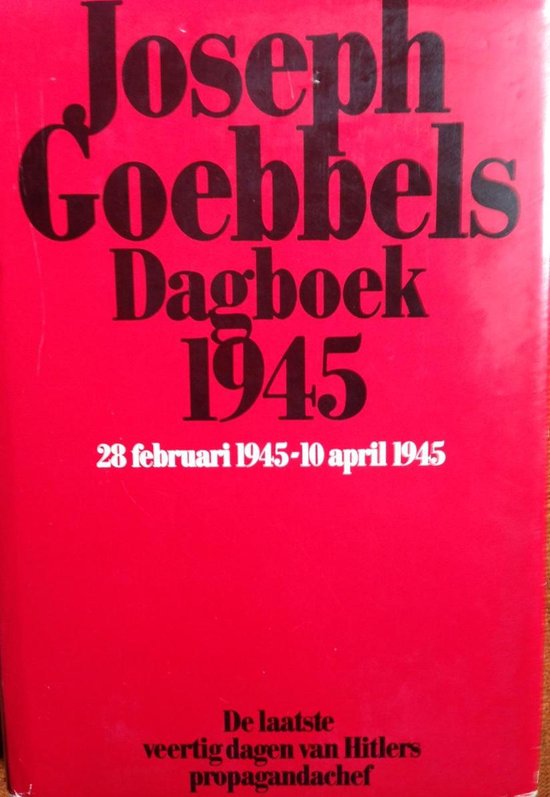 Joseph
Goebbels
Dagboek
1945
28 februari 1945-10 april 1945
De laatste
veertig dagen van Hitlers
propagandachef